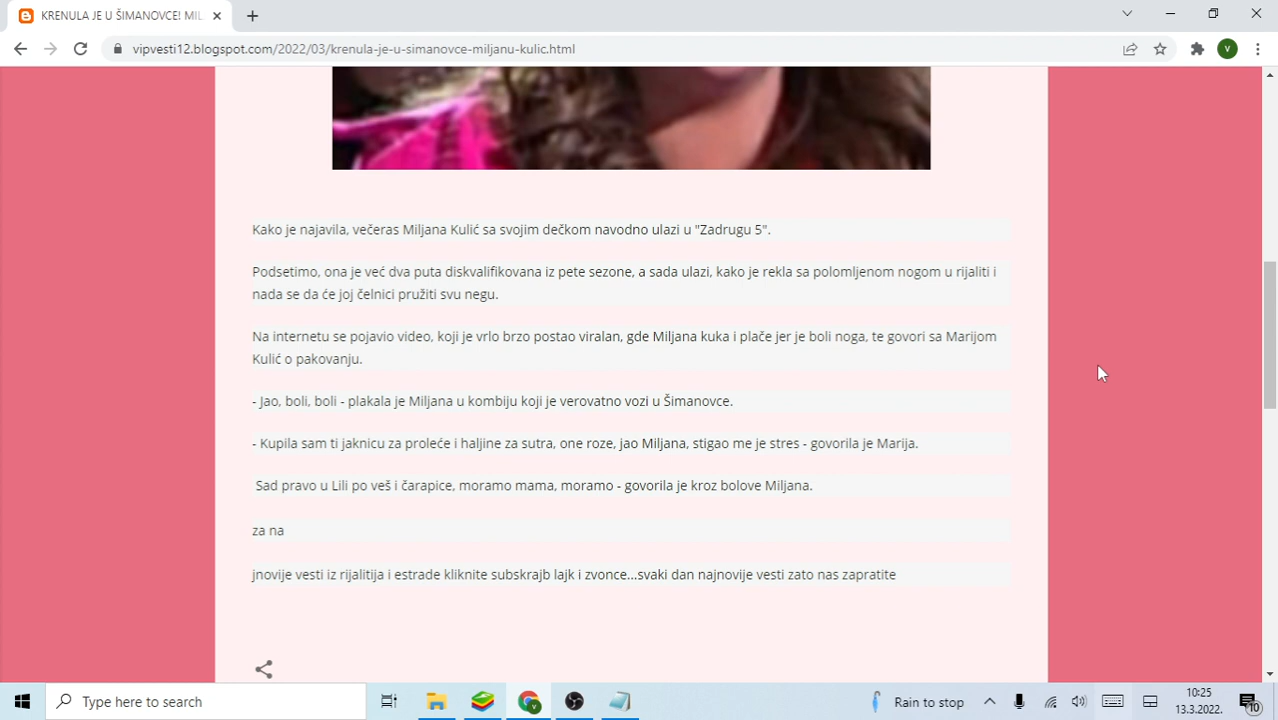 KRENULA JE U ŠIMANOVCE! MIL
vipvesti12.blogspot.com/2022/03/krenula-je-u-simanovce-miljanu-kulic.html
V
Kako je najavila, večeras Miljana Kulić sa svojim dečkom navodno ulazi u "Zadrugu 5".
Podsetimo, ona je već dva puta diskvalifikovana iz pete sezone, a sada ulazi, kako je rekla sa polomljenom nogom u rijaliti i
nada se da će joj čelnici pružiti svu negu.
Na internetu se pojavio video, koji je vrlo brzo postao viralan, gde Miljana kuka i plače jer je boli noga, te govori sa Marijom
Kulić o pakovanju.
- Jao, boli, boli - plakala je Miljana u kombiju koji je verovatno vozi u Šimanovce.
- Kupila sam ti jaknicu za proleće i haljine za sutra, one roze, jao Miljana, stigao me je stres - govorila je Marija.
Sad pravo u Lili po veš i čarapice, moramo mama, moramo - govorila je kroz bolove Miljana.
za na
jnovije vesti iz rijalitija i estrade kliknite subskrajb lajk i zvonce...svaki dan najnovije vesti zato nas zapratite
Type here to search
Rain to stop
10:25
13.3.2022.
10